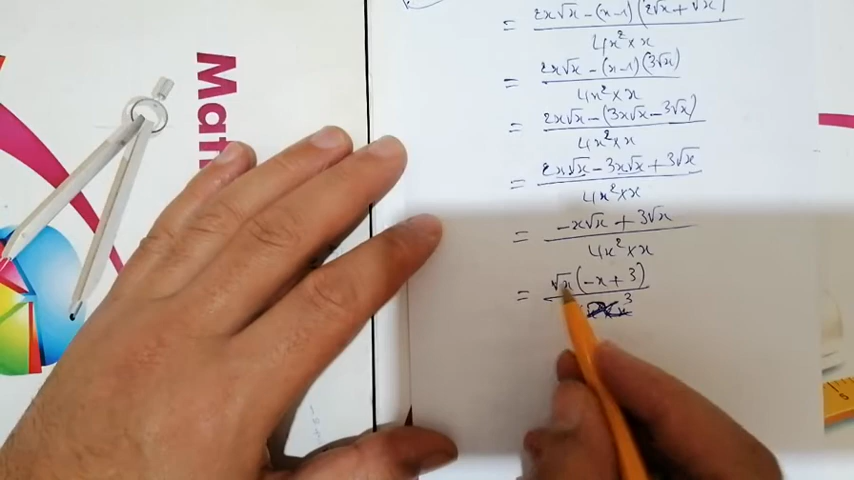 = 2x√x - (x-1)(2√x + √x) / 4x² × x
= 2x√x - (x-1)(3√x) / 4x² × x
= 2x√x - (3x√x - 3√x) / 4x² × x
= 2x√x - 3x√x + 3√x / 4x² × x
= -x√x + 3√x / 4x² × x
= √x(-x + 3) /